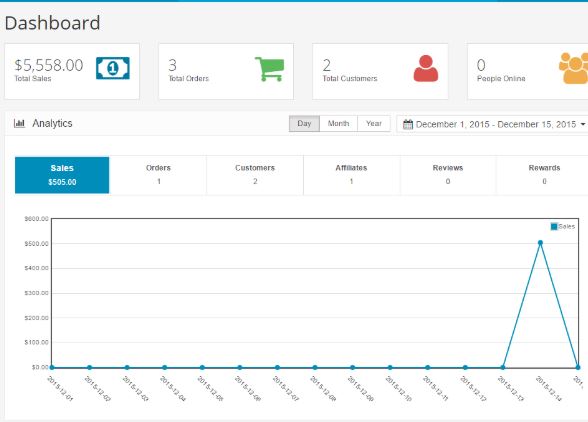 Dashboard
$5,558.00
Total Sales
1
3
Total Orders
2
Total Customers
0
People Online
Analytics
Day Month Year
December 1, 2015 - December 15, 2015
Sales Orders Customers Affiliates Reviews Rewards
$505.00 1 2 1 0 0
Sales
$600.00
$500.00
$400.00
$300.00
$200.00
$100.00
$0.00
2015-12-01 2015-12-02 2015-12-03 2015-12-04 2015-12-05 2015-12-06 2015-12-07 2015-12-08 2015-12-09 2015-12-10 2015-12-11 2015-12-12 2015-12-13 2015-12-14 201...